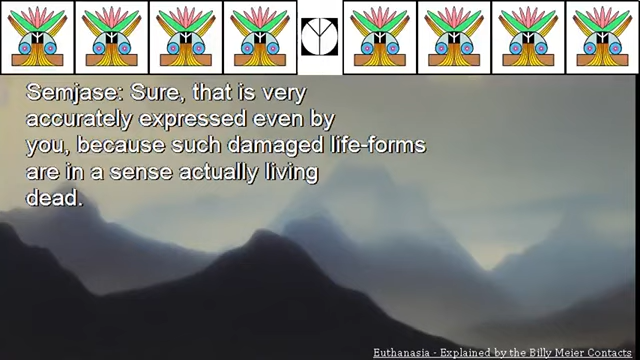 Semjase: Sure, that is very
accurately expressed even by
you, because such damaged life-forms
are in a sense actually living
dead.
Euthanasia - Explained by the Billy Meier Contacts